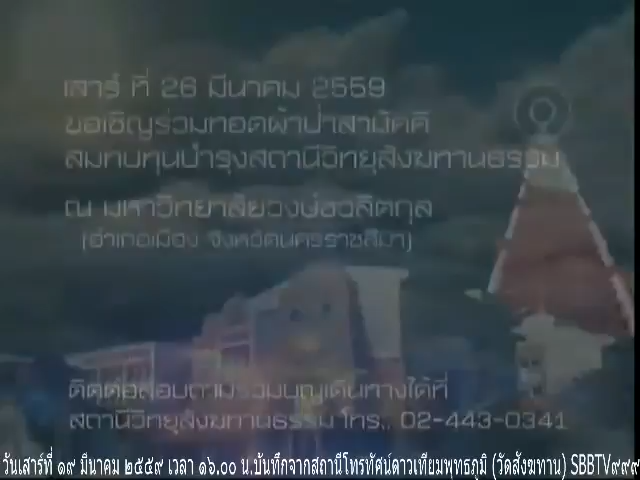 เสาร์ ที่ 26 มีนาคม 2559
ขอเชิญร่วมทอดผ้าป่าสามัคคี
สมทบทุนบำรุงสถานีวิทยุสังฆทานธรรม
ณ มหาวิทยาลัยวงษ์ชวลิตกุล
(อำเภอเมือง จังหวัดนครราชสีมา)
ติดต่อสอบถามร่วมบุญเดินทางได้ที่
สถานีวิทยุสังฆทานธรรม โทร,. 02-443-0341
วันเสาร์ที่ ๑๙ มีนาคม ๒๕๕๙ เวลา ๑๖.๐๐ น.บันทึกจากสถานีโทรทัศน์ดาวเทียมพุทธภูมิ (วัดสังฆทาน) SBBTV๙๙๙